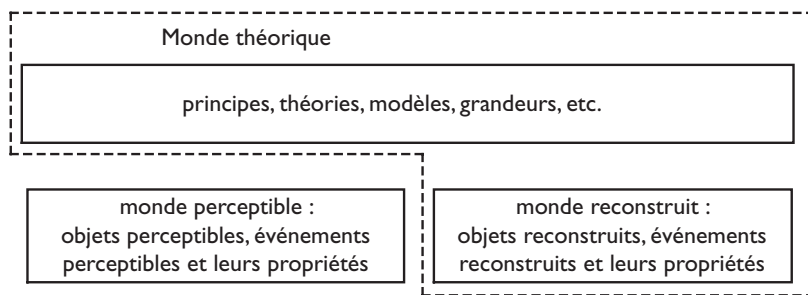 Monde théorique
principes, théories, modèles, grandeurs, etc.
monde perceptible :
objets perceptibles, événements
perceptibles et leurs propriétés
monde reconstruit :
objets reconstruits, événements
reconstruits et leurs propriétés